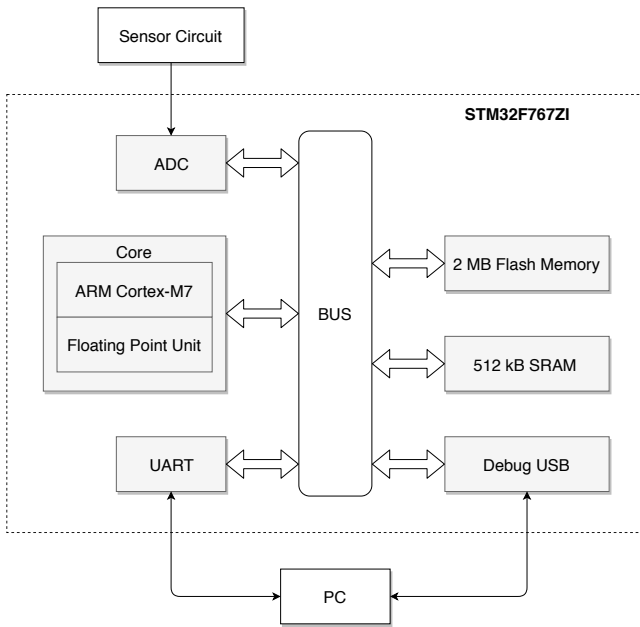 Sensor Circuit
STM32F767ZI
ADC
Core
ARM Cortex-M7
Floating Point Unit
BUS
2 MB Flash Memory
512 kB SRAM
UART
Debug USB
PC